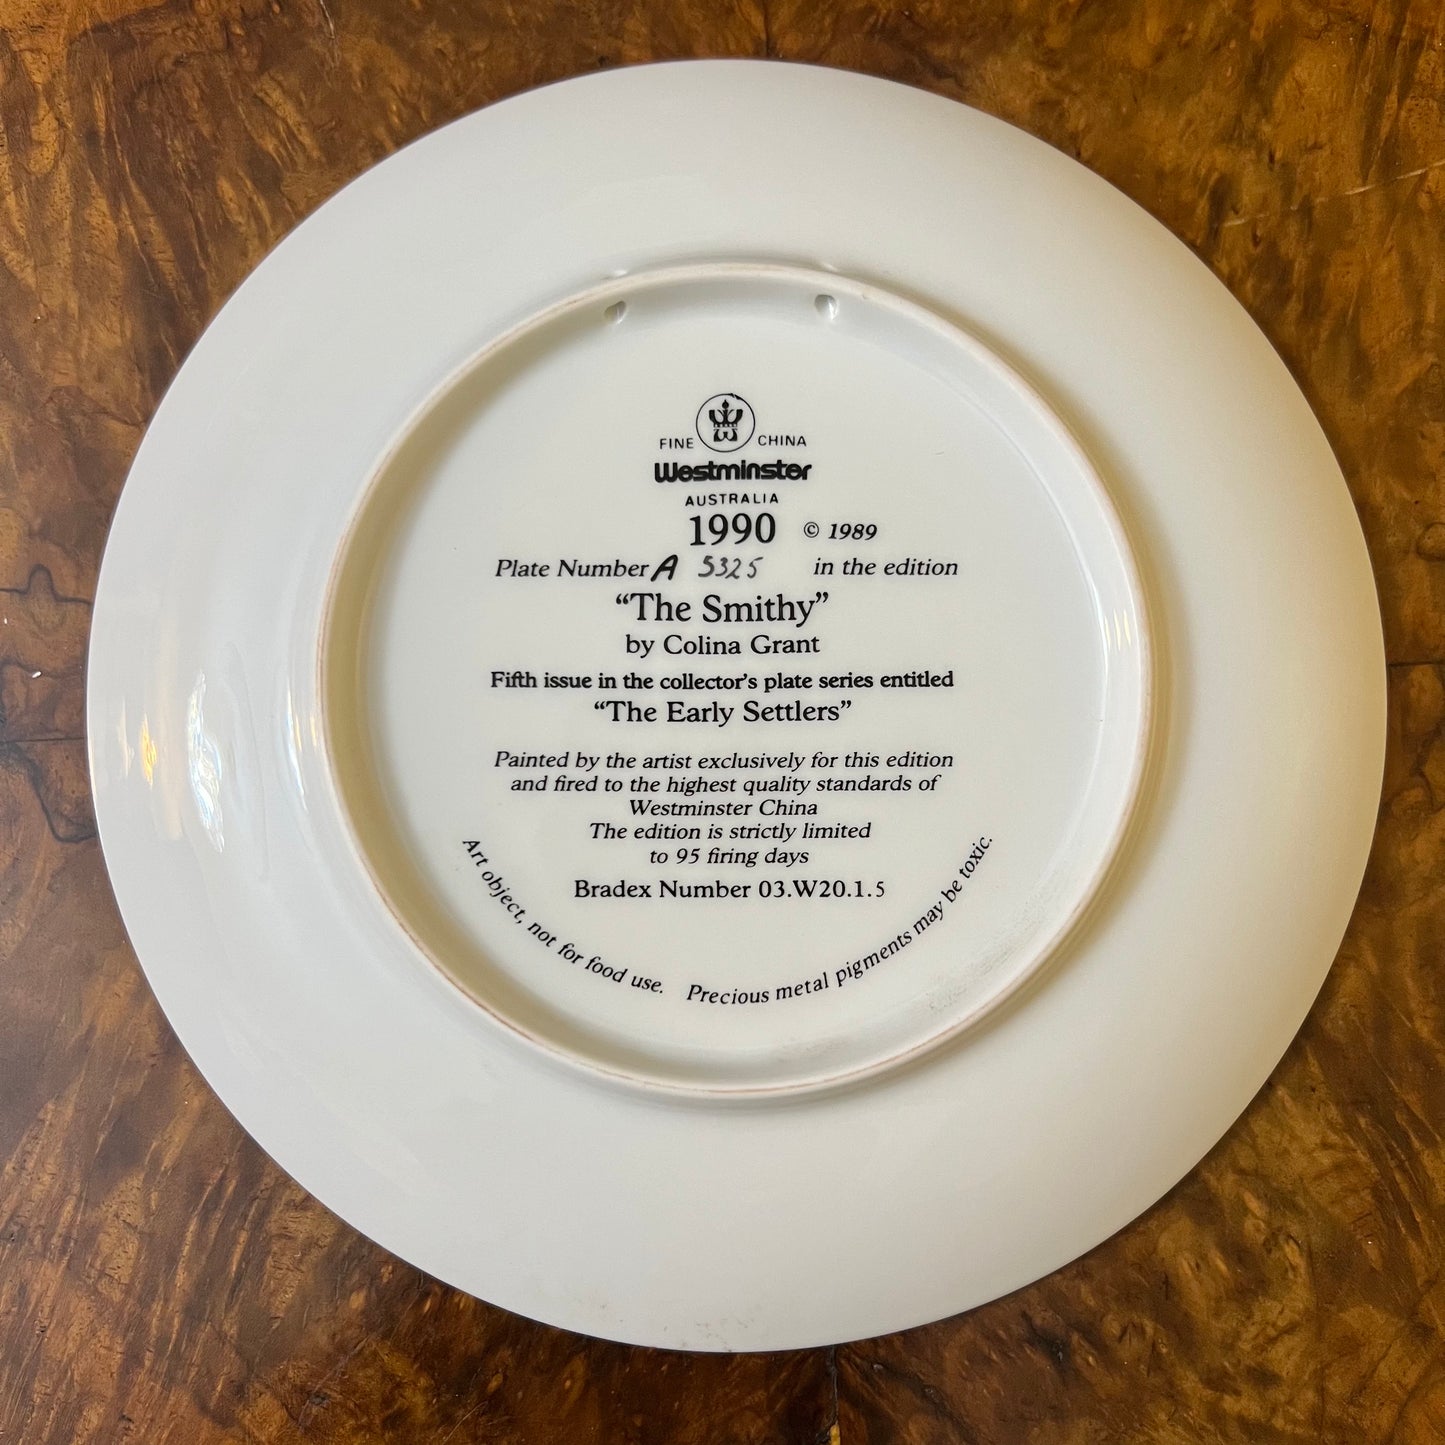 FINE CHINA
Westminster
AUSTRALIA
1990 © 1989
Plate Number A 5325 in the edition
“The Smithy”
by Colina Grant
Fifth issue in the collector's plate series entitled
“The Early Settlers”
Painted by the artist exclusively for this edition
and fired to the highest quality standards of
Westminster China
The edition is strictly limited
to 95 firing days
Bradex Number 03.W20.1.5
Art object, not for food use. Precious metal pigments may be toxic.